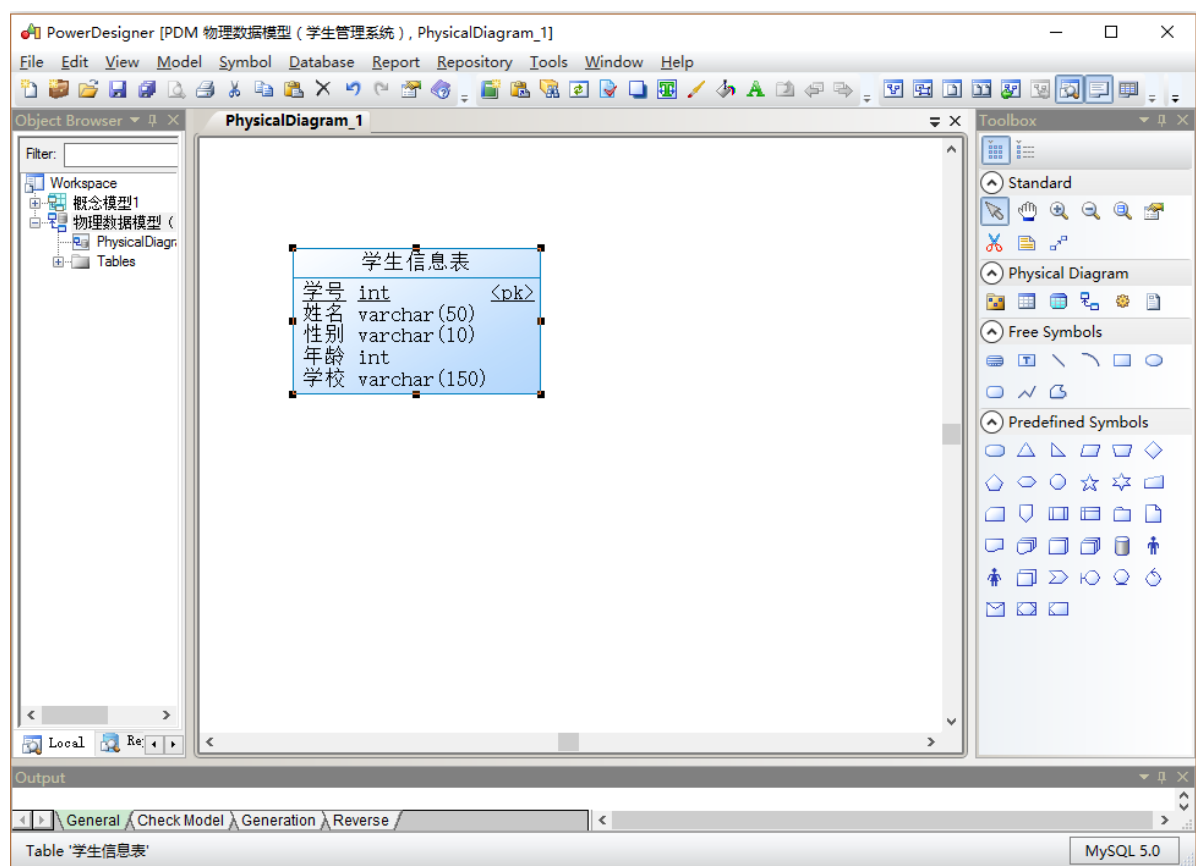 PowerDesigner [PDM 物理数据模型（学生管理系统）, PhysicalDiagram_1]
File Edit View Model Symbol Database Report Repository Tools Window Help
Object Browser
PhysicalDiagram_1
Toolbox
Filter:
Workspace
概念模型1
物理数据模型（
PhysicalDiagr
Tables
学生信息表
学号 int <pk>
姓名 varchar(50)
性别 varchar(10)
年龄 int
学校 varchar(150)
Standard
Physical Diagram
Free Symbols
Predefined Symbols
Local
Output
General Check Model Generation Reverse
Table '学生信息表'
MySQL 5.0